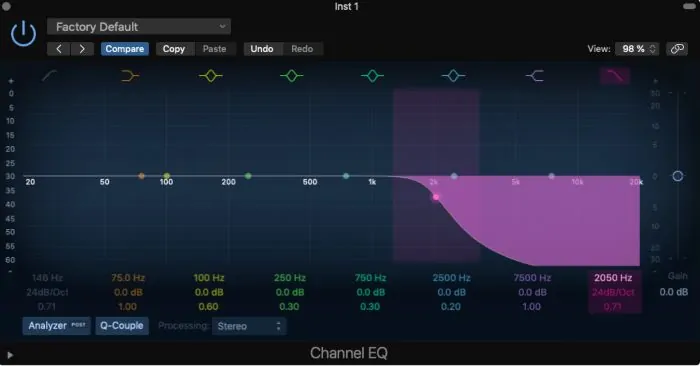 Inst 1
Factory Default
Compare Copy Paste Undo Redo View: 98 %
+ +
0 30
5 20
10
15 10
20 5
25
30 0
20 50 100 200 500 1k 2k 5k 10k 20k
35
40 5
45 10
50
55 20
60 30
- -
146 Hz 75.0 Hz 100 Hz 250 Hz 750 Hz 2500 Hz 7500 Hz 2050 Hz Gain
24dB/Oct 0.0 dB 0.0 dB 0.0 dB 0.0 dB 0.0 dB 0.0 dB 24dB/Oct 0.0 dB
0.71 1.00 0.60 0.30 0.30 0.20 1.00 0.71
Analyzer POST Q-Couple Processing: Stereo
Channel EQ